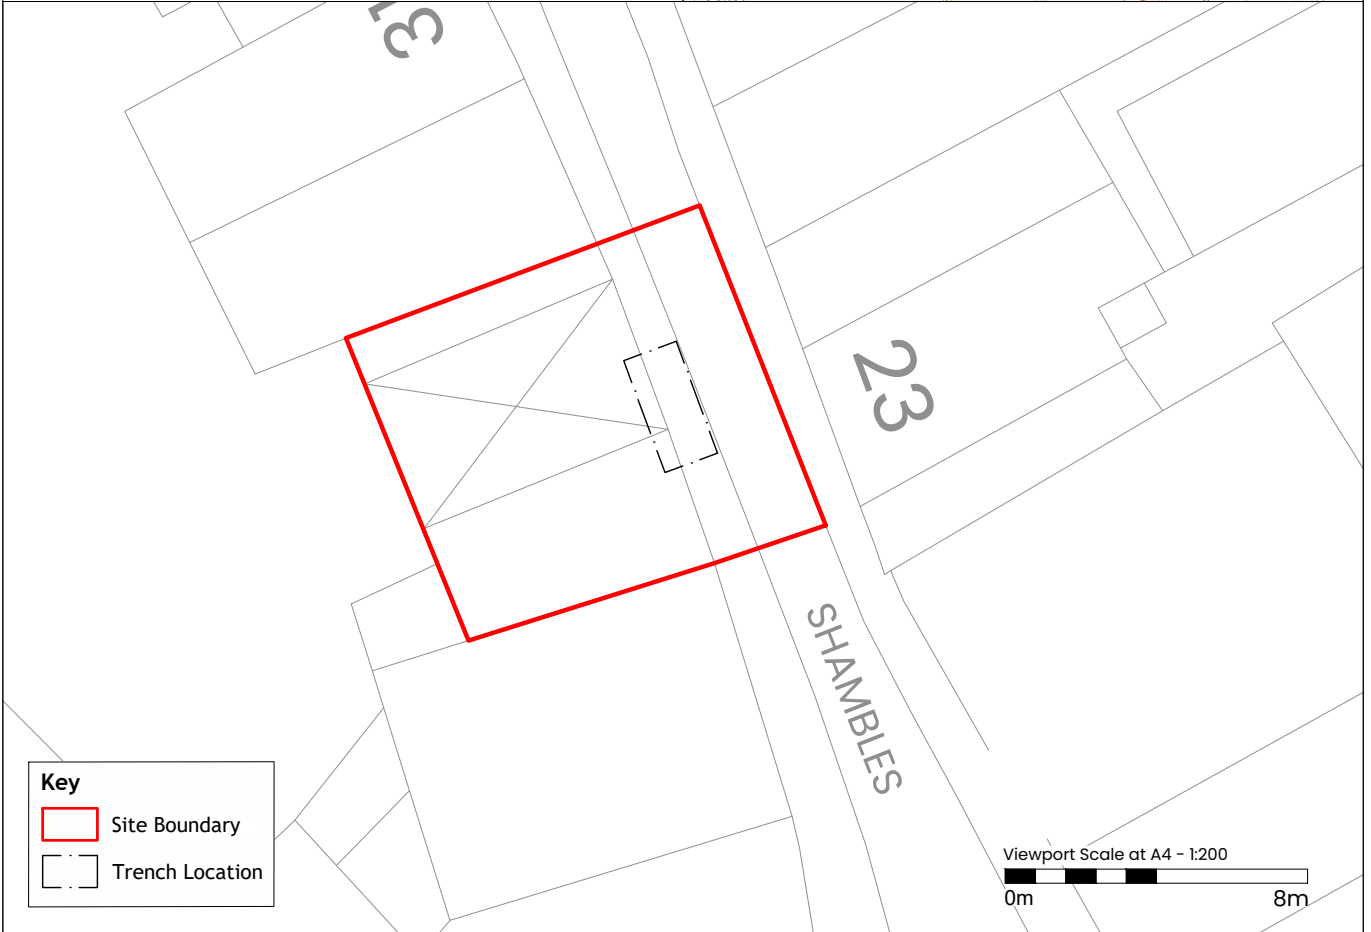 23
SHAMBLES
Key
Site Boundary
Trench Location
Viewport Scale at A4 - 1:200
0m 8m